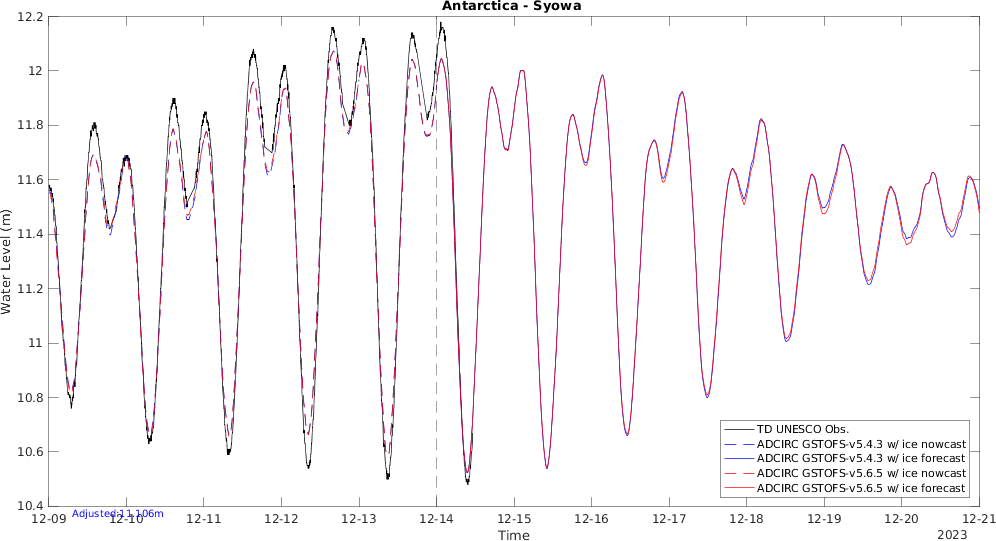 Antarctica - Syowa
Water Level (m)
12.2
12
11.8
11.6
11.4
11.2
11
10.8
10.6
10.4
TD UNESCO Obs.
ADCIRC GSTOFS-v5.4.3 w/ ice nowcast
ADCIRC GSTOFS-v5.4.3 w/ ice forecast
ADCIRC GSTOFS-v5.6.5 w/ ice nowcast
ADCIRC GSTOFS-v5.6.5 w/ ice forecast
Adjusted:11.106m
12-09 12-10 12-11 12-12 12-13 12-14 12-15 12-16 12-17 12-18 12-19 12-20 12-21
Time
2023